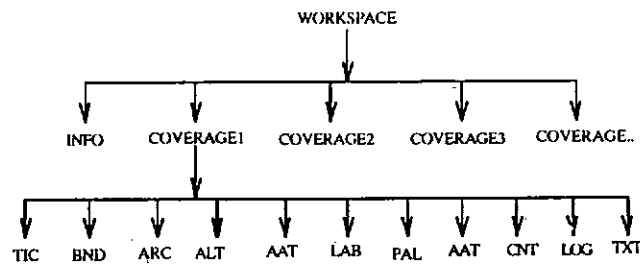 WORKSPACE
INFO COVERAGE1 COVERAGE2 COVERAGE3 COVERAGE..
TIC BND ARC ALT AAT LAB PAL AAT CNT LOG TXT